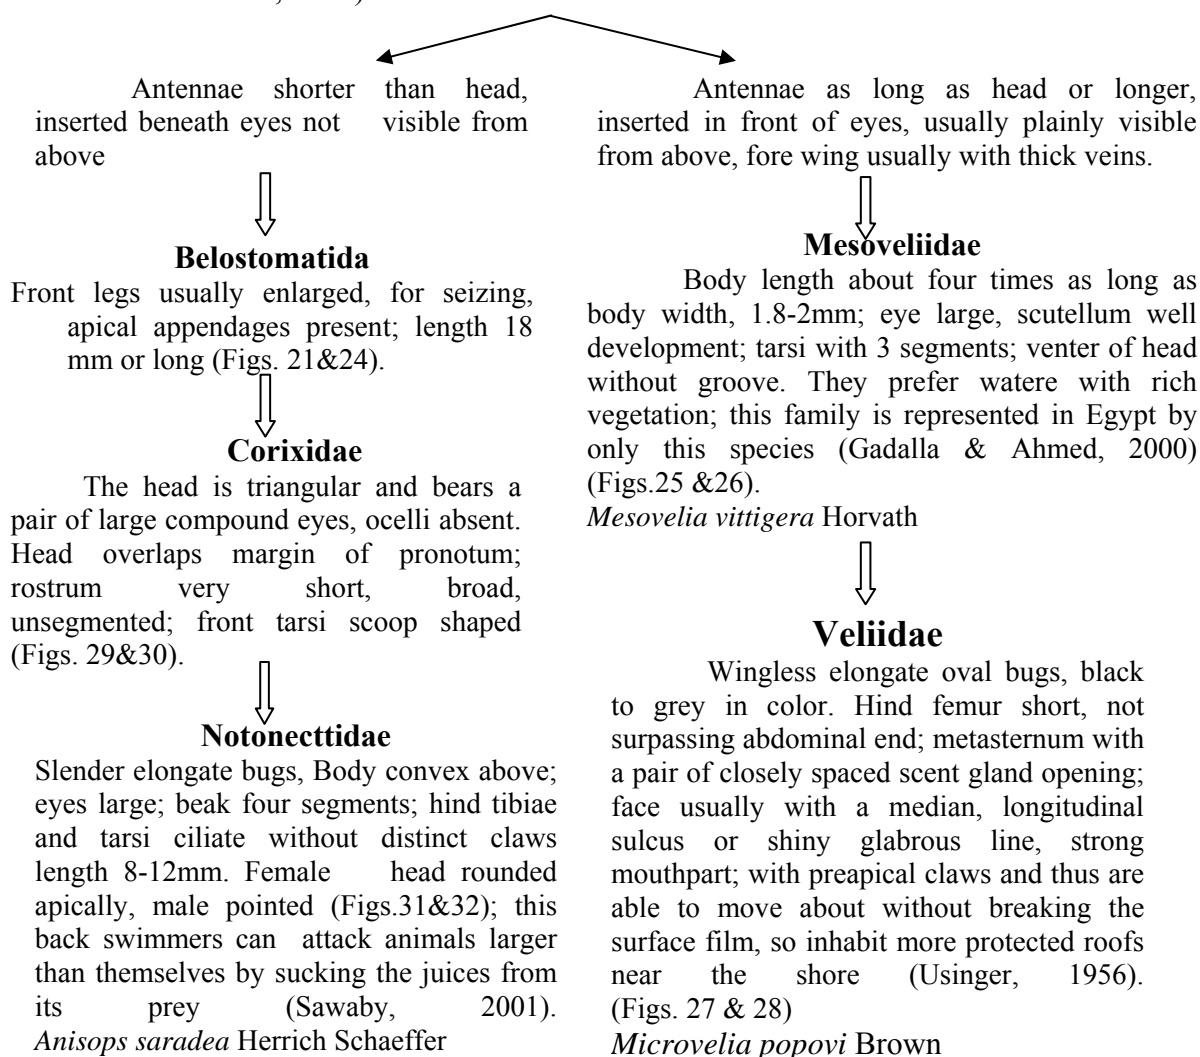 Antennae shorter than head,
inserted beneath eyes not visible from
above
Belostomatida
Front legs usually enlarged, for seizing,
apical appendages present; length 18
mm or long (Figs. 21&24).
Corixidae
The head is triangular and bears a
pair of large compound eyes, ocelli absent.
Head overlaps margin of pronotum;
rostrum very short, broad,
unsegmented; front tarsi scoop shaped
(Figs. 29&30).
Notonecttidae
Slender elongate bugs, Body convex above;
eyes large; beak four segments; hind tibiae
and tarsi ciliate without distinct claws
length 8-12mm. Female head rounded
apically, male pointed (Figs.31&32); this
back swimmers can attack animals larger
than themselves by sucking the juices from
its prey (Sawaby, 2001).
Anisops saradea Herrich Schaeffer
Antennae as long as head or longer,
inserted in front of eyes, usually plainly visible
from above, fore wing usually with thick veins.
Mesoveliidae
Body length about four times as long as
body width, 1.8-2mm; eye large, scutellum well
development; tarsi with 3 segments; venter of head
without groove. They prefer watere with rich
vegetation; this family is represented in Egypt by
only this species (Gadalla & Ahmed, 2000)
(Figs.25 &26).
Mesovelia vittigera Horvath
Veliidae
Wingless elongate oval bugs, black
to grey in color. Hind femur short, not
surpassing abdominal end; metasternum with
a pair of closely spaced scent gland opening;
face usually with a median, longitudinal
sulcus or shiny glabrous line, strong
mouthpart; with preapical claws and thus are
able to move about without breaking the
surface film, so inhabit more protected roofs
near the shore (Usinger, 1956).
(Figs. 27 & 28)
Microvelia popovi Brown